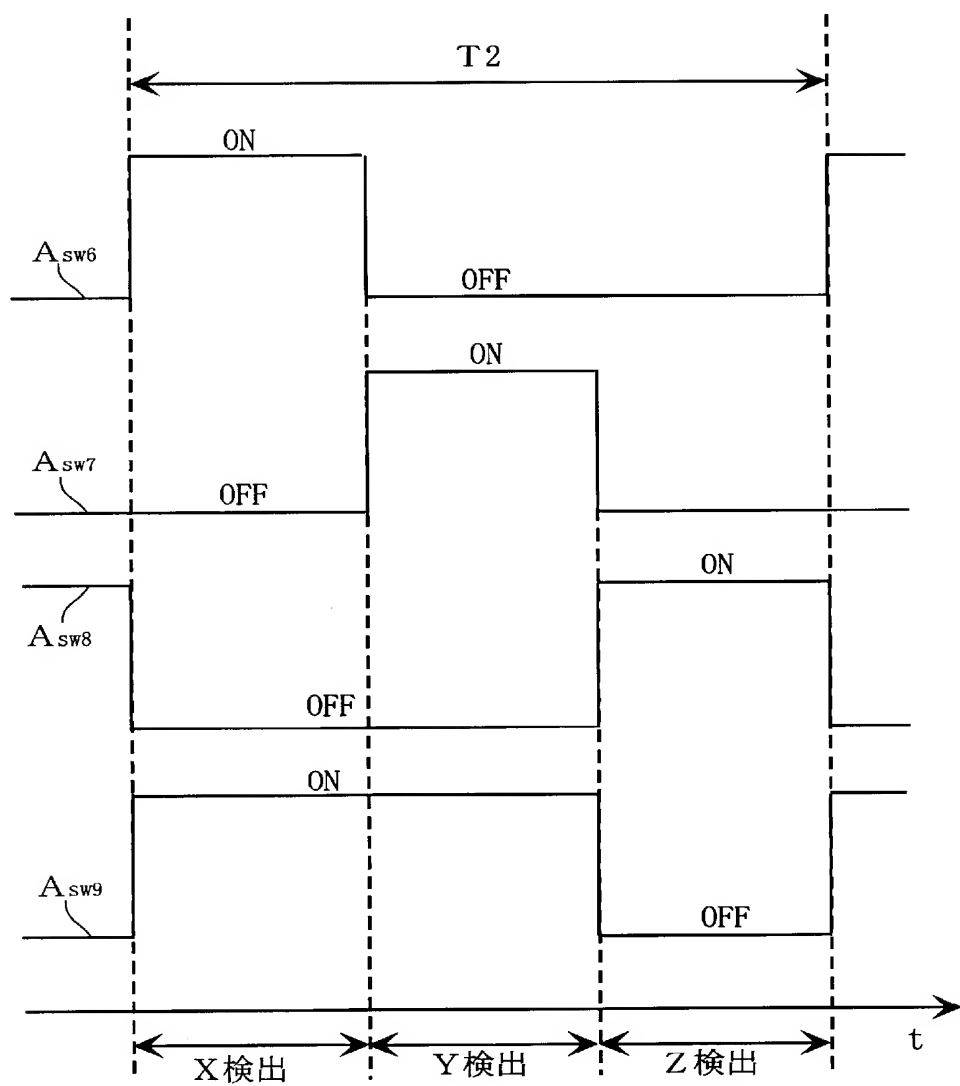 T2
ON
Asw6
OFF
ON
Asw7
OFF
ON
Asw8
OFF
ON
Asw9
OFF
t
X検出
Y検出
Z検出